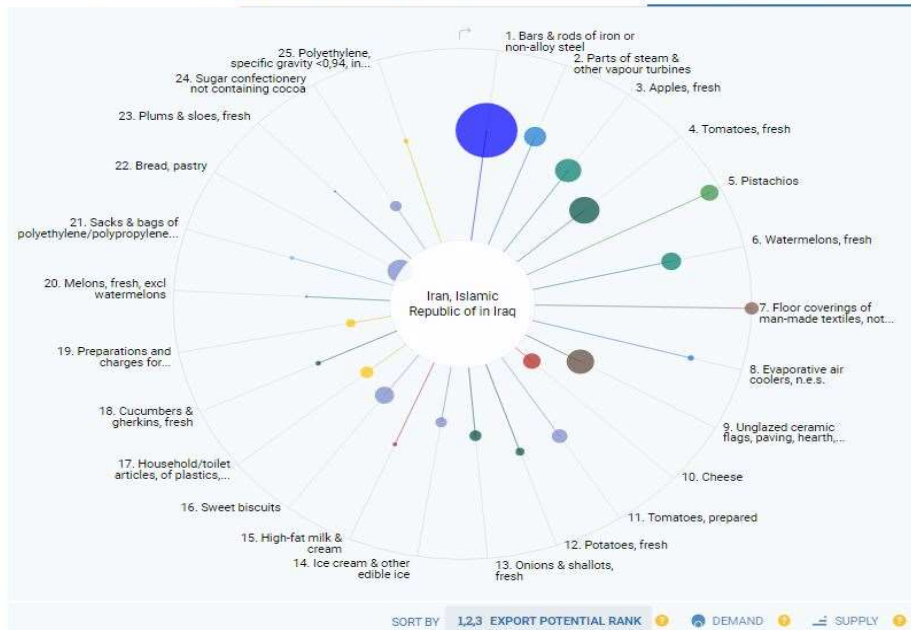 1. Bars & rods of iron or
non-alloy steel
2. Parts of steam &
other vapour turbines
3. Apples, fresh
4. Tomatoes, fresh
5. Pistachios
6. Watermelons, fresh
7. Floor coverings of
man-made textiles, not...
8. Evaporative air
coolers, n.e.s.
9. Unglazed ceramic
flags, paving, hearth,...
10. Cheese
11. Tomatoes, prepared
12. Potatoes, fresh
13. Onions & shallots,
fresh
14. Ice cream & other
edible ice
15. High-fat milk &
cream
16. Sweet biscuits
17. Household/toilet
articles, of plastics,...
18. Cucumbers &
gherkins, fresh
19. Preparations and
charges for...
20. Melons, fresh, excl
watermelons
21. Sacks & bags of
polyethylene/polypropylene...
22. Bread, pastry
23. Plums & sloes, fresh
24. Sugar confectionery
not containing cocoa
25. Polyethylene,
specific gravity <0,94, in...
Iran, Islamic
Republic of in Iraq
SORT BY 1,2,3 EXPORT POTENTIAL RANK ? DEMAND ? SUPPLY ?